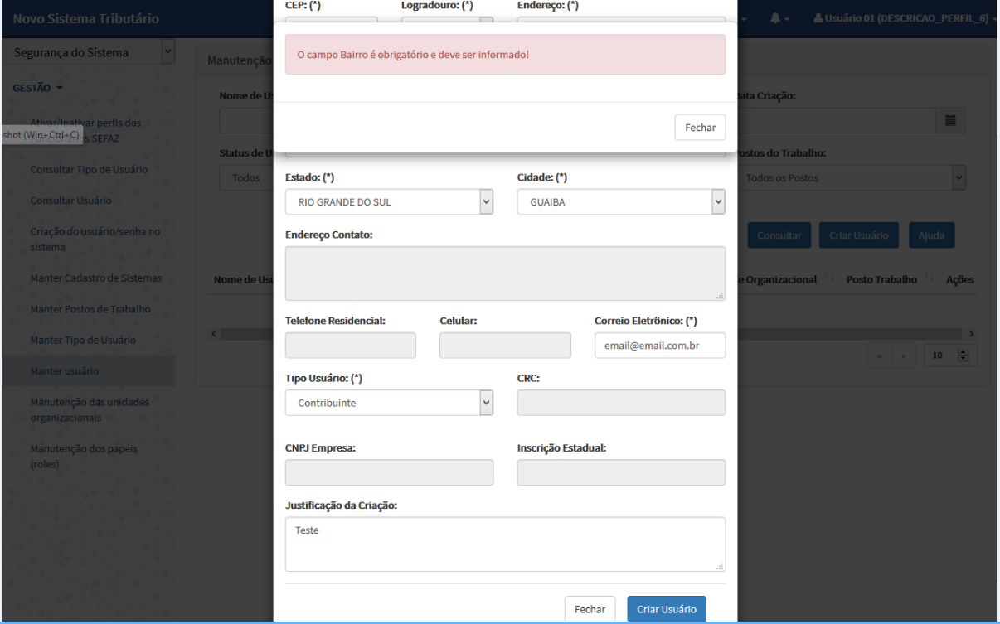 Novo Sistema Tributário
Usuário 01 (DESCRICAO_PERFIL_6)
Segurança do Sistema
GESTÃO
Ativar/Inativar perfis dos
Funcionários SEFAZ
shot (Win+Ctrl+C)
Consultar Tipo de Usuário
Consultar Usuário
Criação do usuário/senha no
sistema
Manter Cadastro de Sistemas
Manter Postos de Trabalho
Manter Tipo de Usuário
Manter usuário
Manutenção das unidades
organizacionais
Manutenção dos papéis
(roles)
Manutenção
Nome de U
Status de U
Todos
Nome de Usu
CEP: (*) Logradouro: (*) Endereço: (*)
O campo Bairro é obrigatório e deve ser informado!
Fechar
Estado: (*) Cidade: (*)
RIO GRANDE DO SUL GUAIBA
Endereço Contato:
Telefone Residencial: Celular: Correio Eletrônico: (*)
email@email.com.br
Tipo Usuário: (*) CRC:
Contribuinte
CNPJ Empresa: Inscrição Estadual:
Justificação da Criação:
Teste
Fechar Criar Usuário
ata Criação:
ostos do Trabalho:
Todos os Postos
Consultar Criar Usuário Ajuda
e Organizacional Posto Trabalho Ações
« » 10